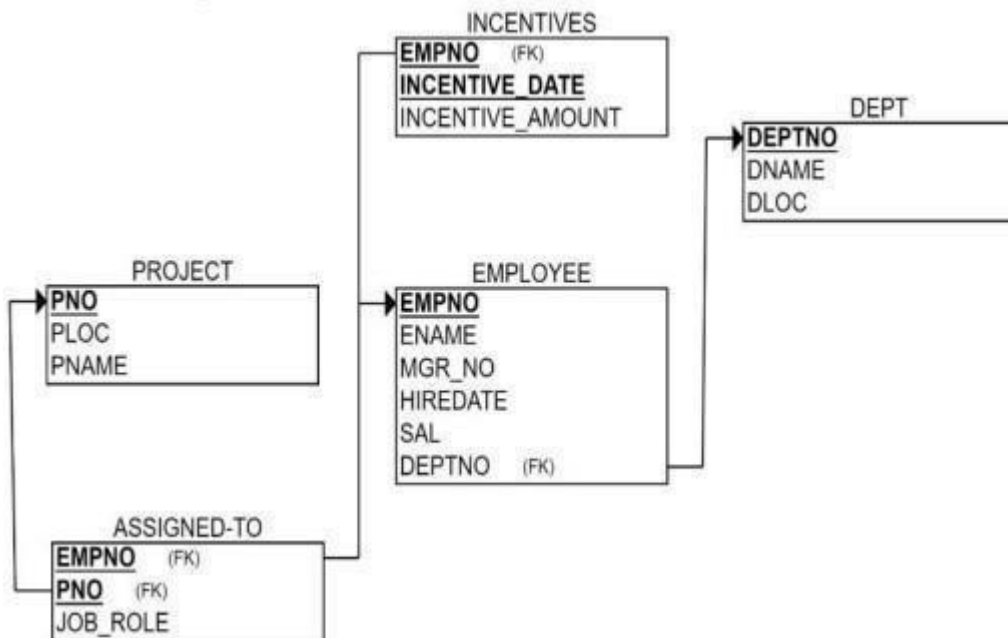 INCENTIVES
EMPNO (FK)
INCENTIVE_DATE
INCENTIVE_AMOUNT
DEPT
DEPTNO
DNAME
DLOC
PROJECT
PNO
PLOC
PNAME
EMPLOYEE
EMPNO
ENAME
MGR_NO
HIREDATE
SAL
DEPTNO (FK)
ASSIGNED-TO
EMPNO (FK)
PNO (FK)
JOB_ROLE